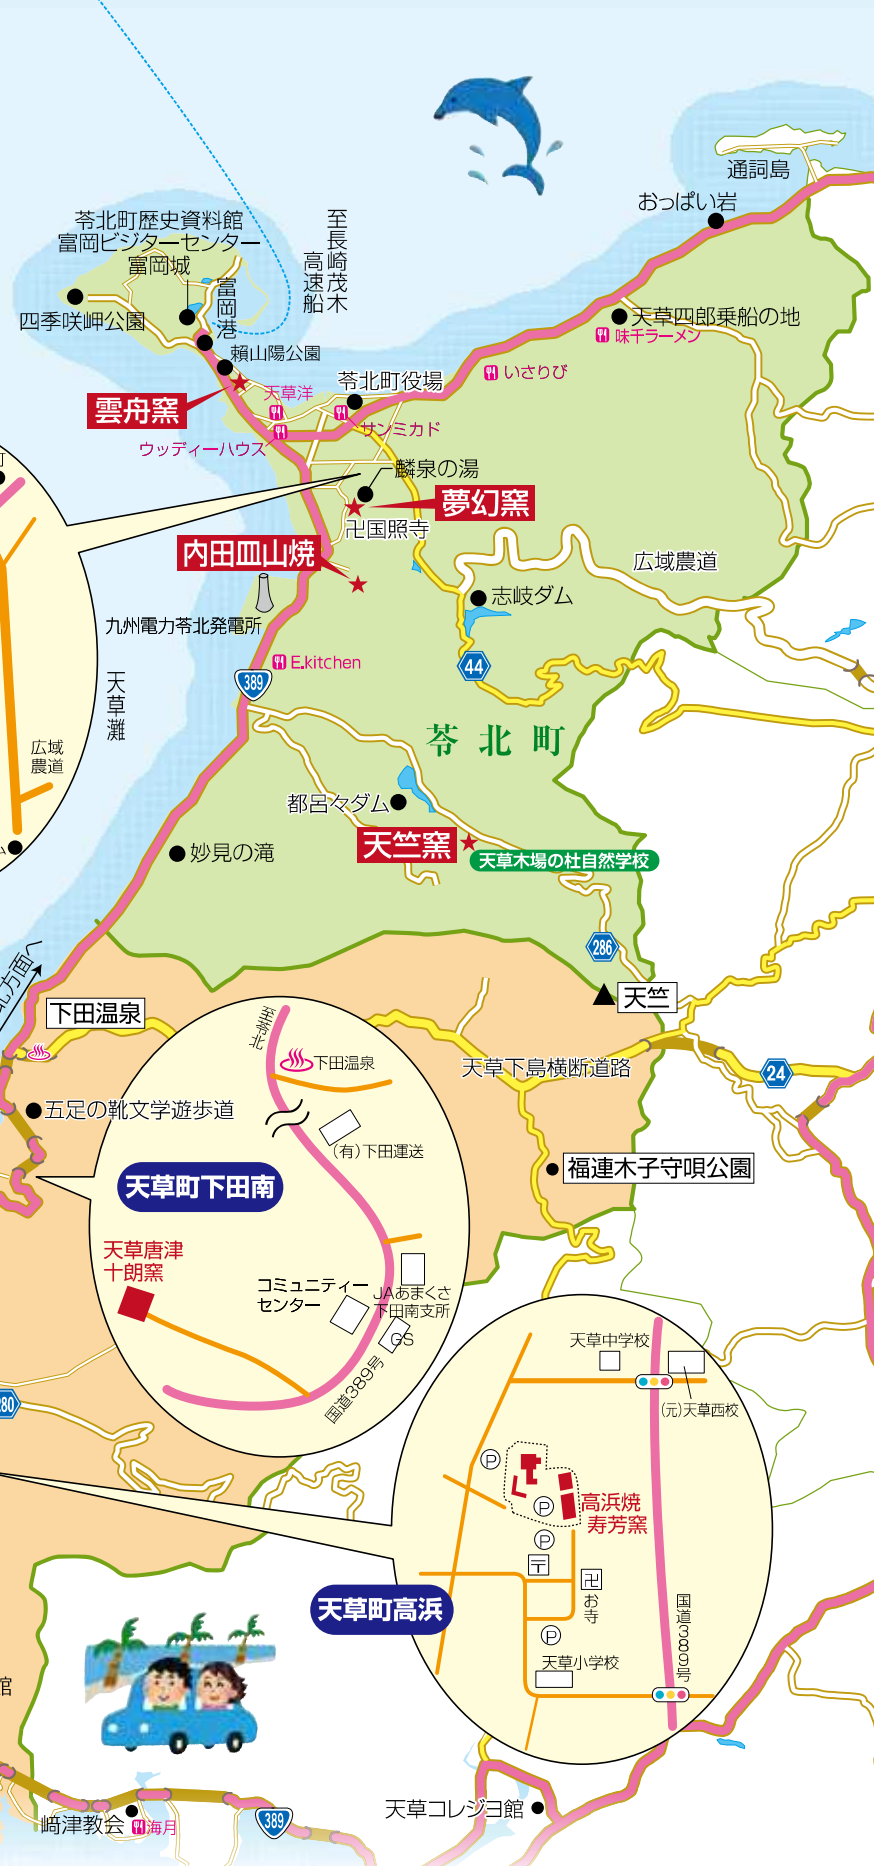 通詞島
おっぱい岩
苓北町歴史資料館
富岡ビジターセンター
富岡城
至長崎茂木
高速船
富岡港
四季咲岬公園
天草四郎乗船の地
味千ラーメン
頼山陽公園
いさりび
苓北町役場
天草洋
雲舟窯
サンミカド
ウッディーハウス
麟泉の湯
夢幻窯
卍国照寺
内田皿山焼
広域農道
志岐ダム
九州電力苓北発電所
E.kitchen
44
389
天草灘
苓北町
広域
農道
都呂々ダム
天竺窯
妙見の滝
天草木場の杜自然学校
286
方面へ
天竺
下田温泉
至苓北
下田温泉
天草下島横断道路
24
五足の靴文学遊歩道
(有)下田運送
福連木子守唄公園
天草町下田南
天草唐津
十朗窯
コミュニティー
センター
JAあまくさ
下田南支所
GS
国道389号
天草中学校
280
(元)天草西校
P
高浜焼
寿芳窯
P
P
〒
卍
お寺
天草町高浜
国道389号
P
天草小学校
館
天草コレジヨ館
﨑津教会
海月
389